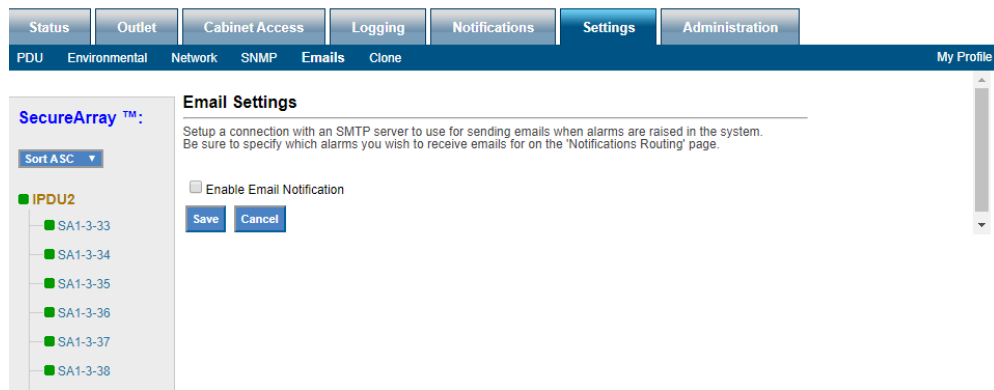 Status Outlet Cabinet Access Logging Notifications Settings Administration
PDU Environmental Network SNMP Emails Clone My Profile
SecureArray ™:
Sort ASC
IPDU2
SA1-3-33
SA1-3-34
SA1-3-35
SA1-3-36
SA1-3-37
SA1-3-38
Email Settings
Setup a connection with an SMTP server to use for sending emails when alarms are raised in the system.
Be sure to specify which alarms you wish to receive emails for on the 'Notifications Routing' page.
Enable Email Notification
Save Cancel